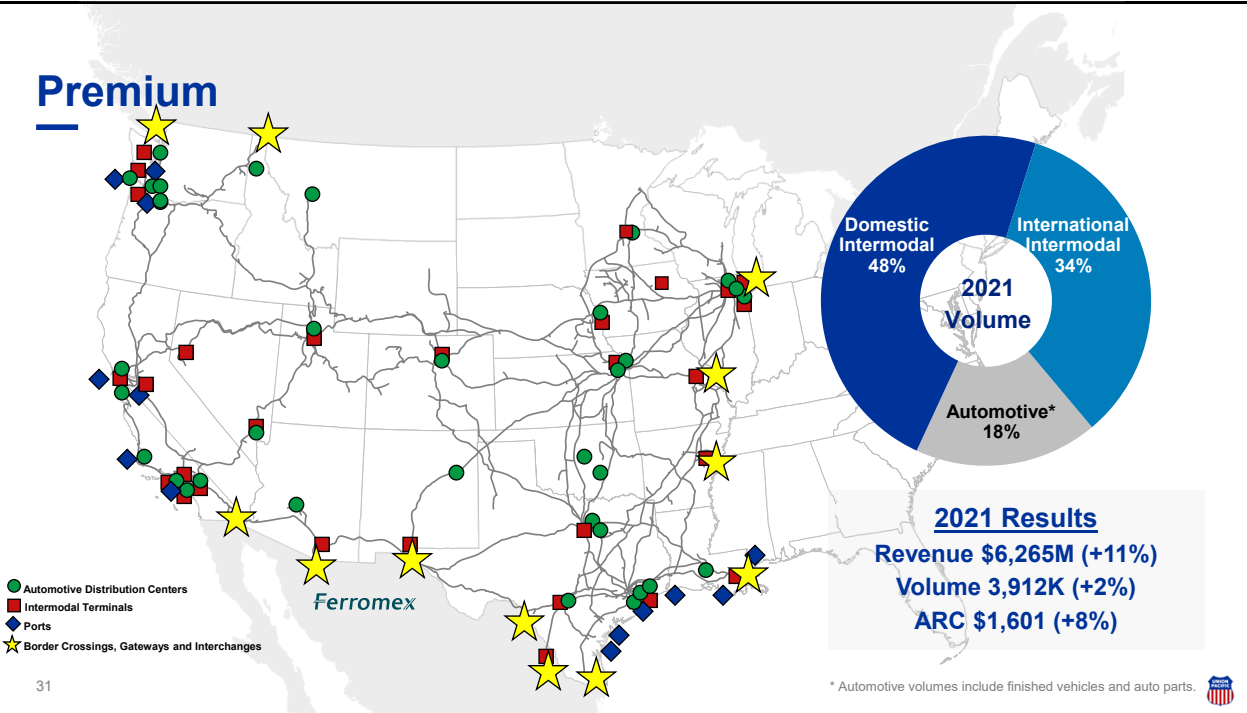 Premium
Domestic
Intermodal
48%
International
Intermodal
34%
2021
Volume
Automotive*
18%
2021 Results
Revenue $6,265M (+11%)
Volume 3,912K (+2%)
ARC $1,601 (+8%)
Automotive Distribution Centers
Intermodal Terminals
Ports
Border Crossings, Gateways and Interchanges
Ferromex
31
* Automotive volumes include finished vehicles and auto parts.
UNION
PACIFIC